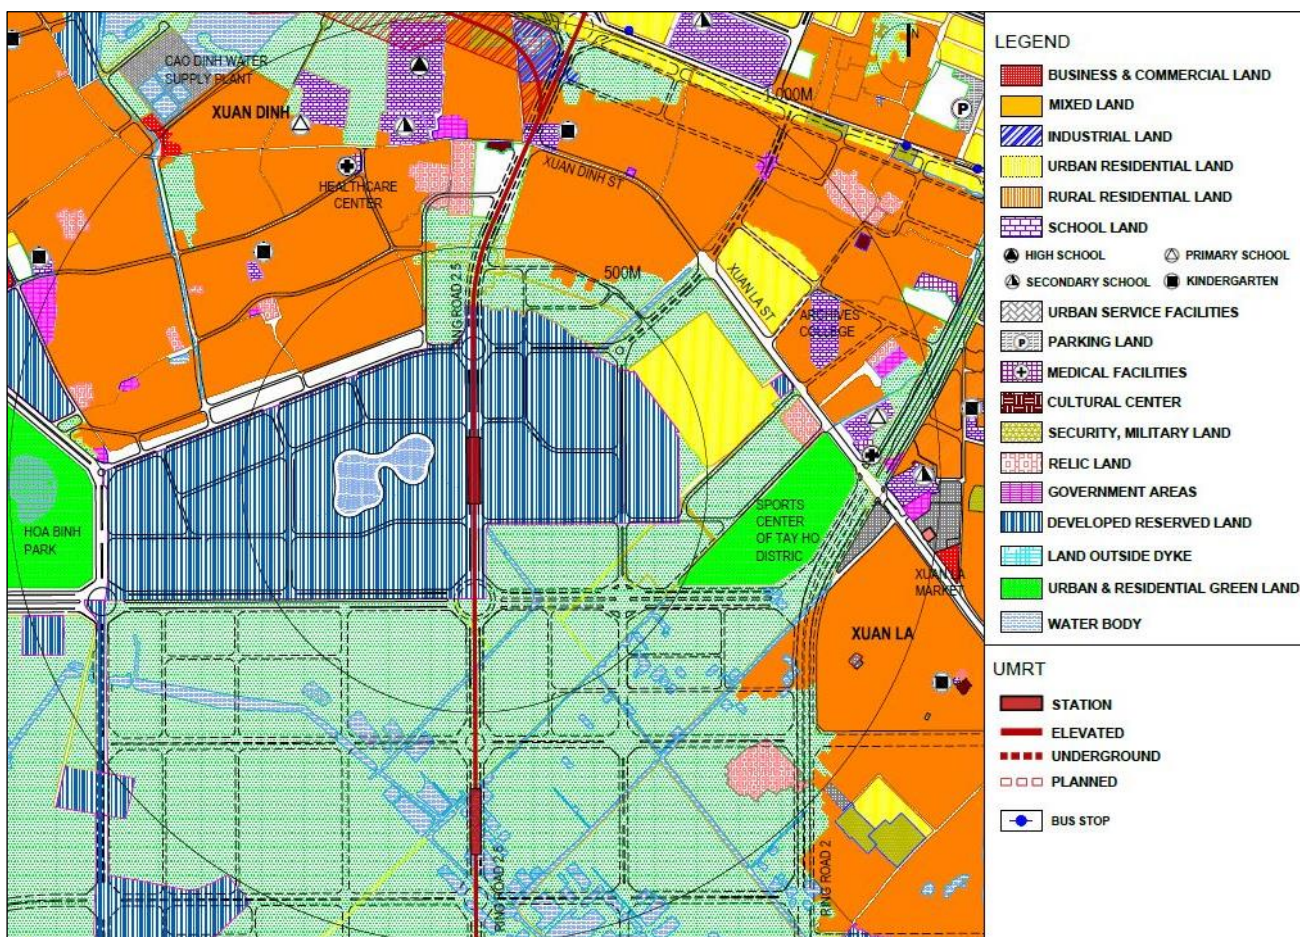 N
CAO DINH WATER
SUPPLY PLANT
XUAN DINH
1,000M
P
XUAN DINH ST
HEALTHCARE
CENTER
500M
RING ROAD 2,5
XUAN LA ST
ARCHIVES
COLLEGE
HOA BINH
PARK
SPORTS
CENTER
OF TAY HO
DISTRIC
XUAN LA
MARKET
XUAN LA
RING ROAD 2,5
RING ROAD 2
LEGEND
BUSINESS & COMMERCIAL LAND
MIXED LAND
INDUSTRIAL LAND
URBAN RESIDENTIAL LAND
RURAL RESIDENTIAL LAND
SCHOOL LAND
HIGH SCHOOL
PRIMARY SCHOOL
SECONDARY SCHOOL
KINDERGARTEN
URBAN SERVICE FACILITIES
P PARKING LAND
MEDICAL FACILITIES
CULTURAL CENTER
SECURITY, MILITARY LAND
RELIC LAND
GOVERNMENT AREAS
DEVELOPED RESERVED LAND
LAND OUTSIDE DYKE
URBAN & RESIDENTIAL GREEN LAND
WATER BODY
UMRT
STATION
ELEVATED
UNDERGROUND
PLANNED
BUS STOP